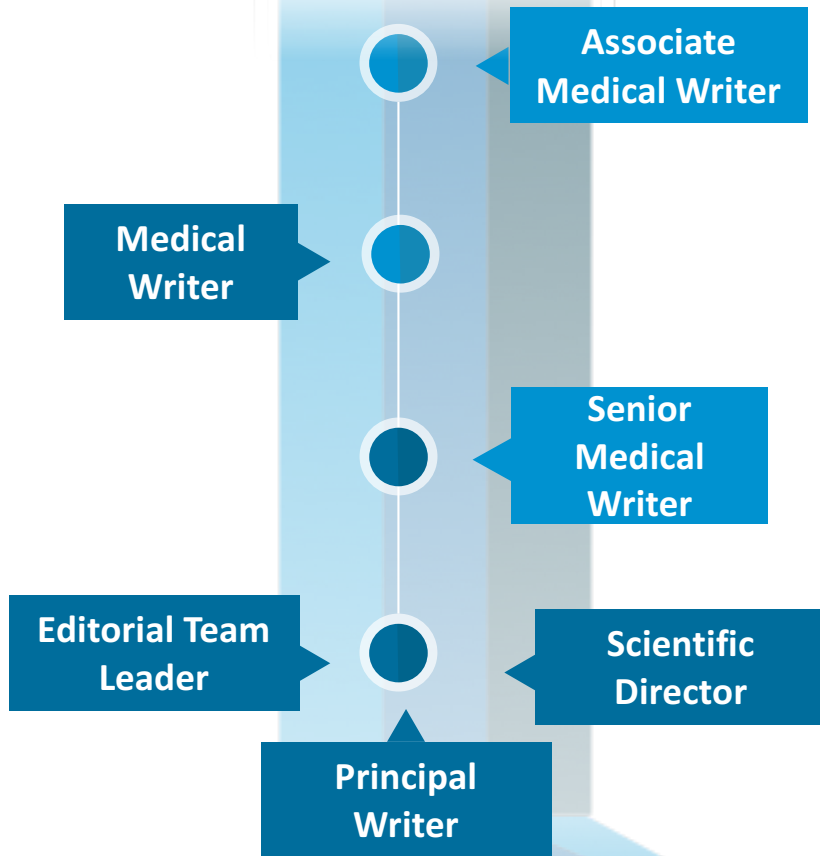 Associate
Medical Writer
Medical
Writer
Senior
Medical
Writer
Editorial Team
Leader
Scientific
Director
Principal
Writer